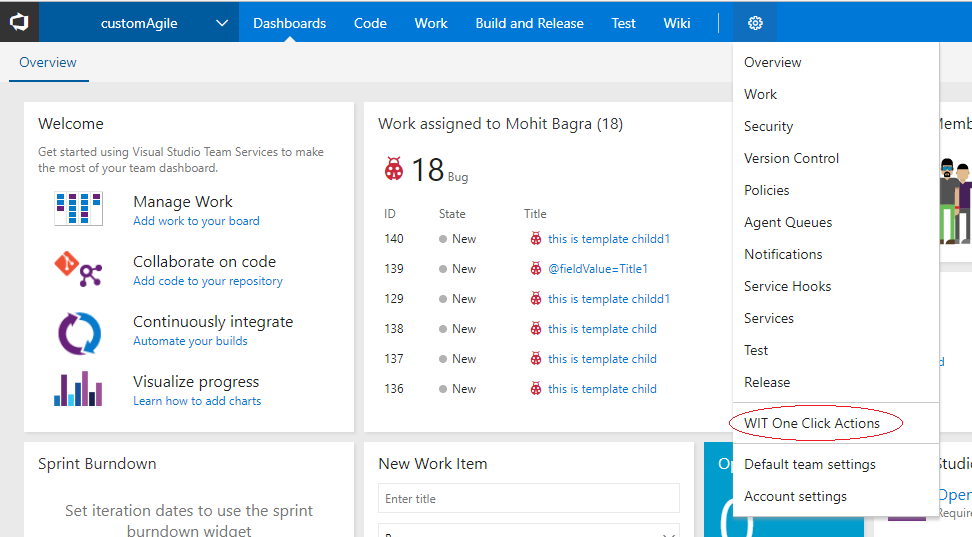 customAgile
Dashboards
Code
Work
Build and Release
Test
Wiki
Overview
Welcome
Get started using Visual Studio Team Services to make
the most of your team dashboard.
Manage Work
Add work to your board
Collaborate on code
Add code to your repository
Continuously integrate
Automate your builds
Visualize progress
Learn how to add charts
Work assigned to Mohit Bagra (18)
18 Bug
ID State Title
140 New this is template childd1
139 New @fieldValue=Title1
129 New this is template childd1
138 New this is template child
137 New this is template child
136 New this is template child
Overview
Work
Security
Version Control
Policies
Agent Queues
Notifications
Service Hooks
Services
Test
Release
WIT One Click Actions
Default team settings
Account settings
Sprint Burndown
Set iteration dates to use the sprint
burndown widget
New Work Item
Enter title